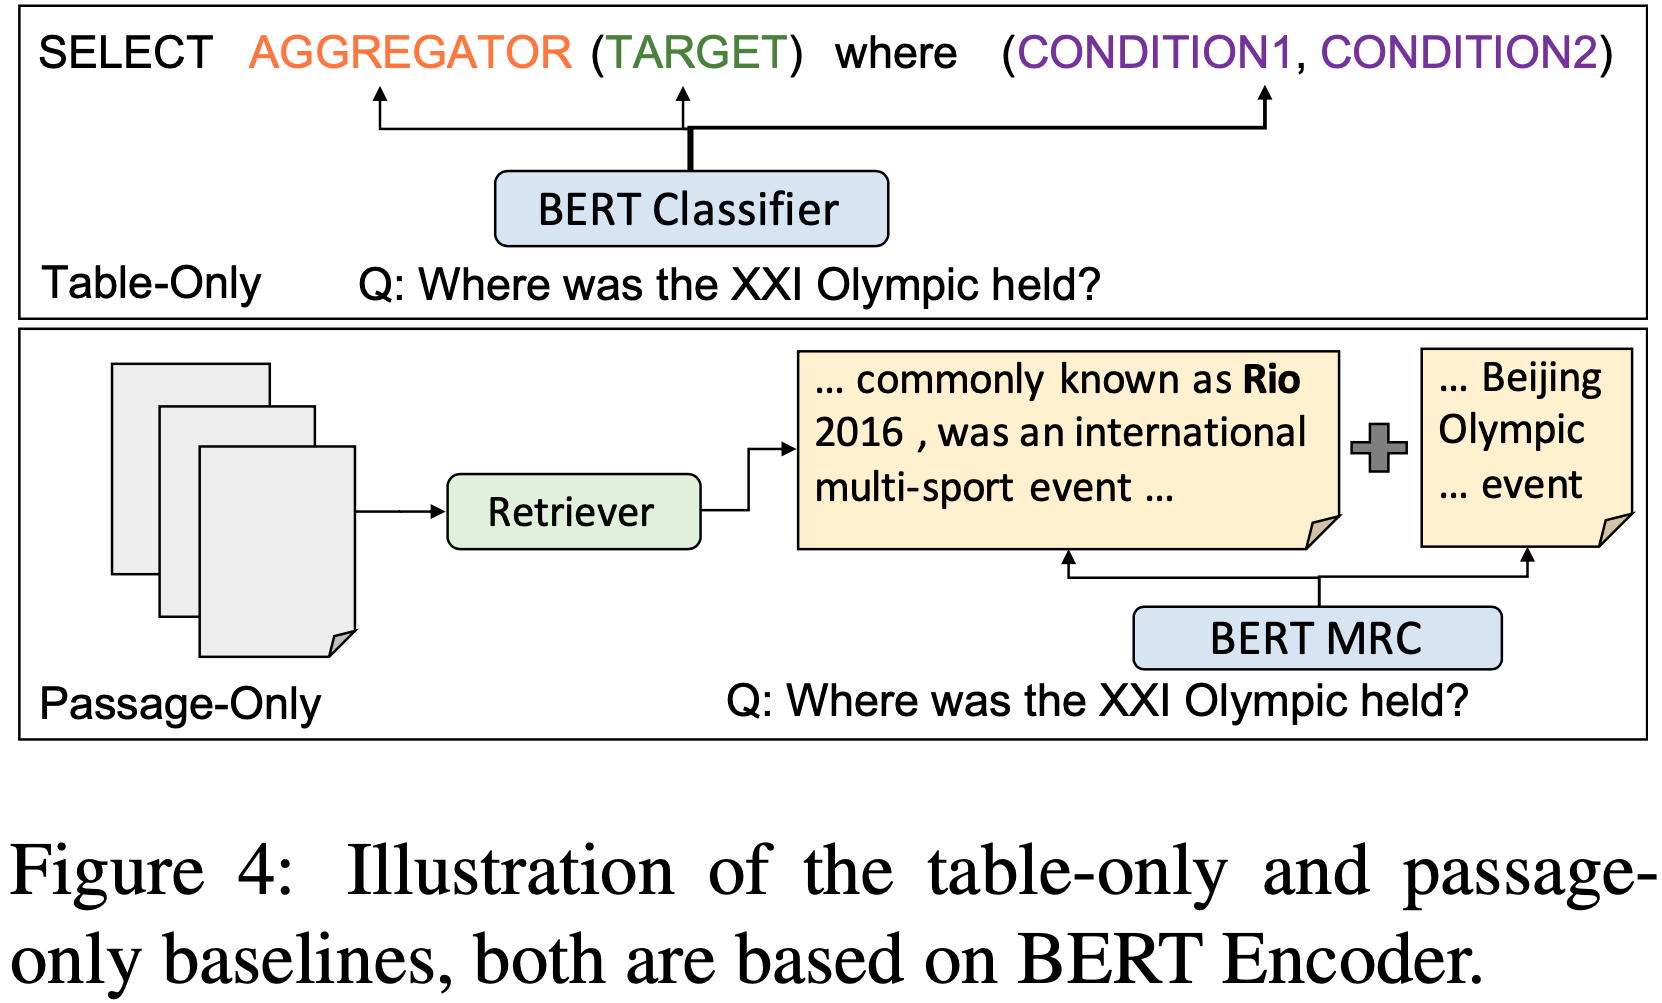 SELECT AGGREGATOR (TARGET) where (CONDITION1, CONDITION2)
BERT Classifier
Table-Only
Q: Where was the XXI Olympic held?
... commonly known as Rio
2016 , was an international
multi-sport event ...
... Beijing
Olympic
... event
Retriever
BERT MRC
Passage-Only
Q: Where was the XXI Olympic held?
Figure 4: Illustration of the table-only and passage-
only baselines, both are based on BERT Encoder.